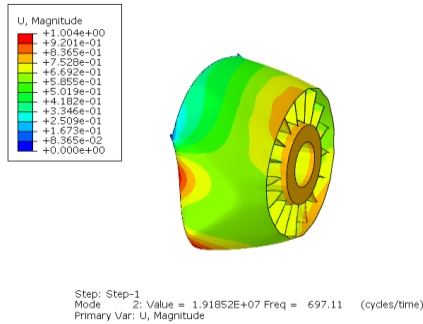 U, Magnitude
+1.004e+00
+9.201e-01
+8.365e-01
+7.528e-01
+6.692e-01
+5.855e-01
+5.019e-01
+4.182e-01
+3.346e-01
+2.509e-01
+1.673e-01
+8.365e-02
+0.000e+00
Step: Step-1
Mode 2: Value = 1.91852E+07 Freq = 697.11 (cycles/time)
Primary Var: U, Magnitude